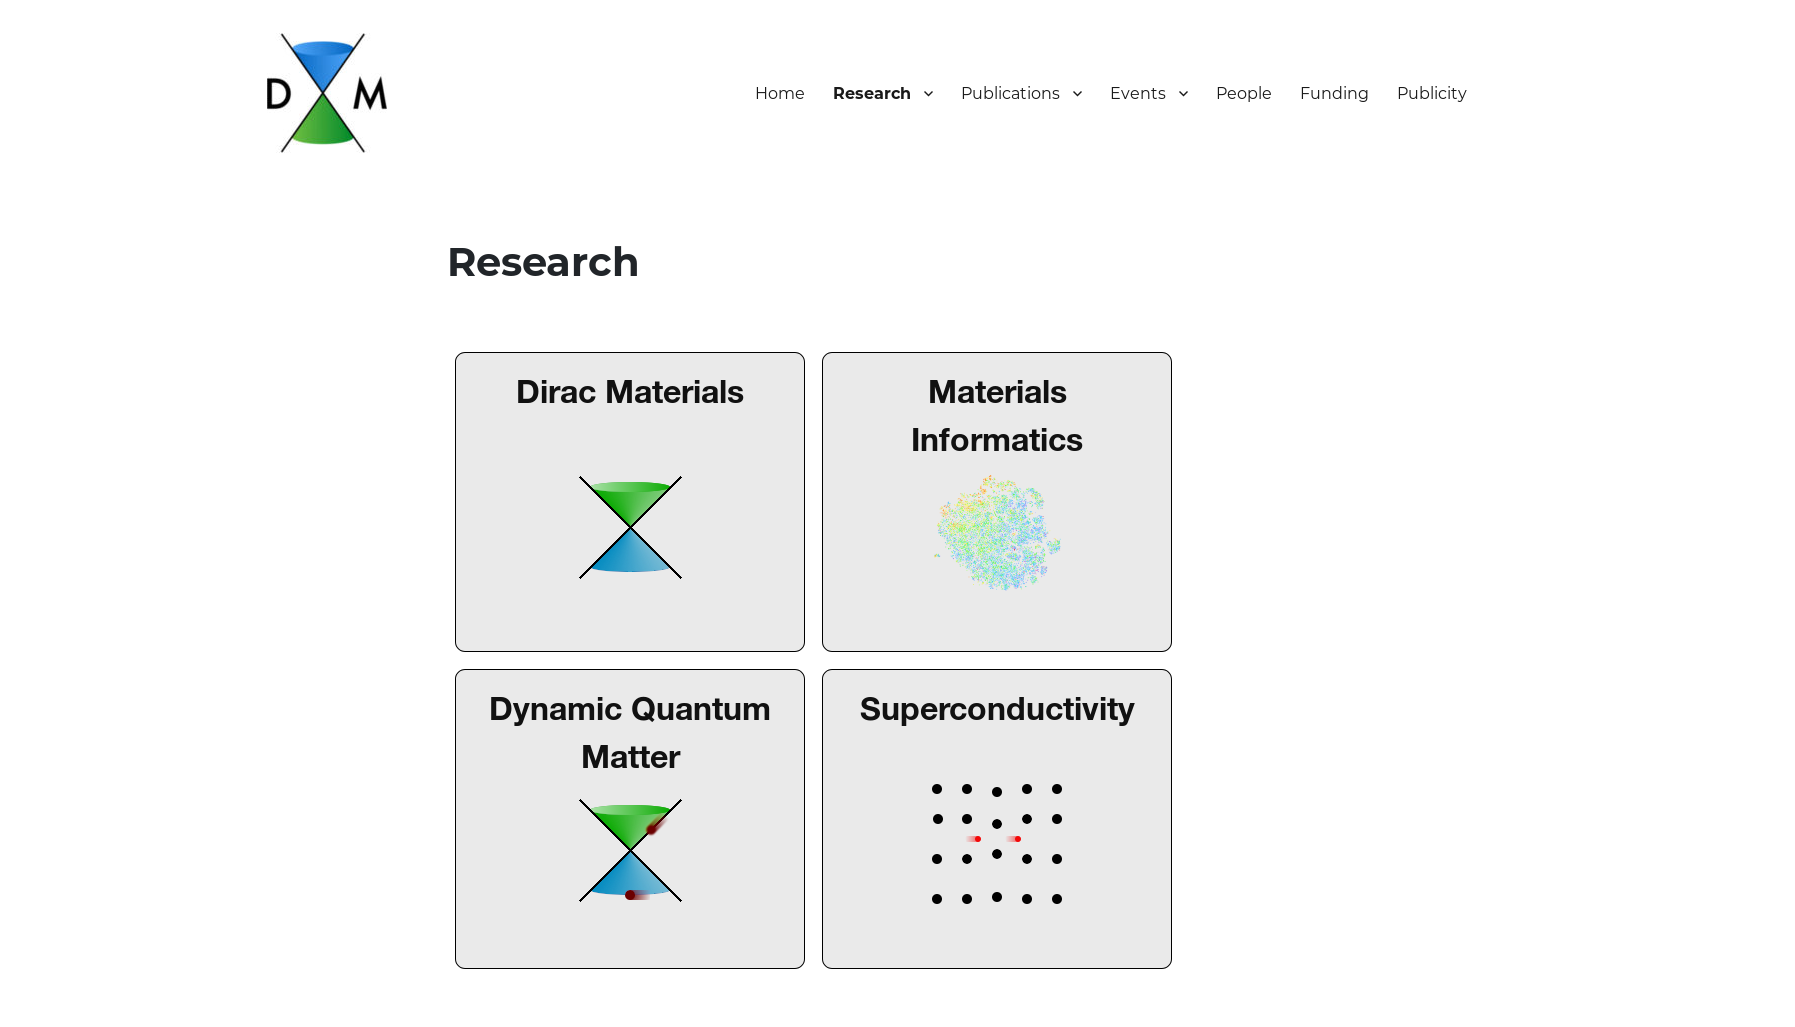 D M
Home Research Publications Events People Funding Publicity
Research
Dirac Materials
Materials
Informatics
Dynamic Quantum
Matter
Superconductivity